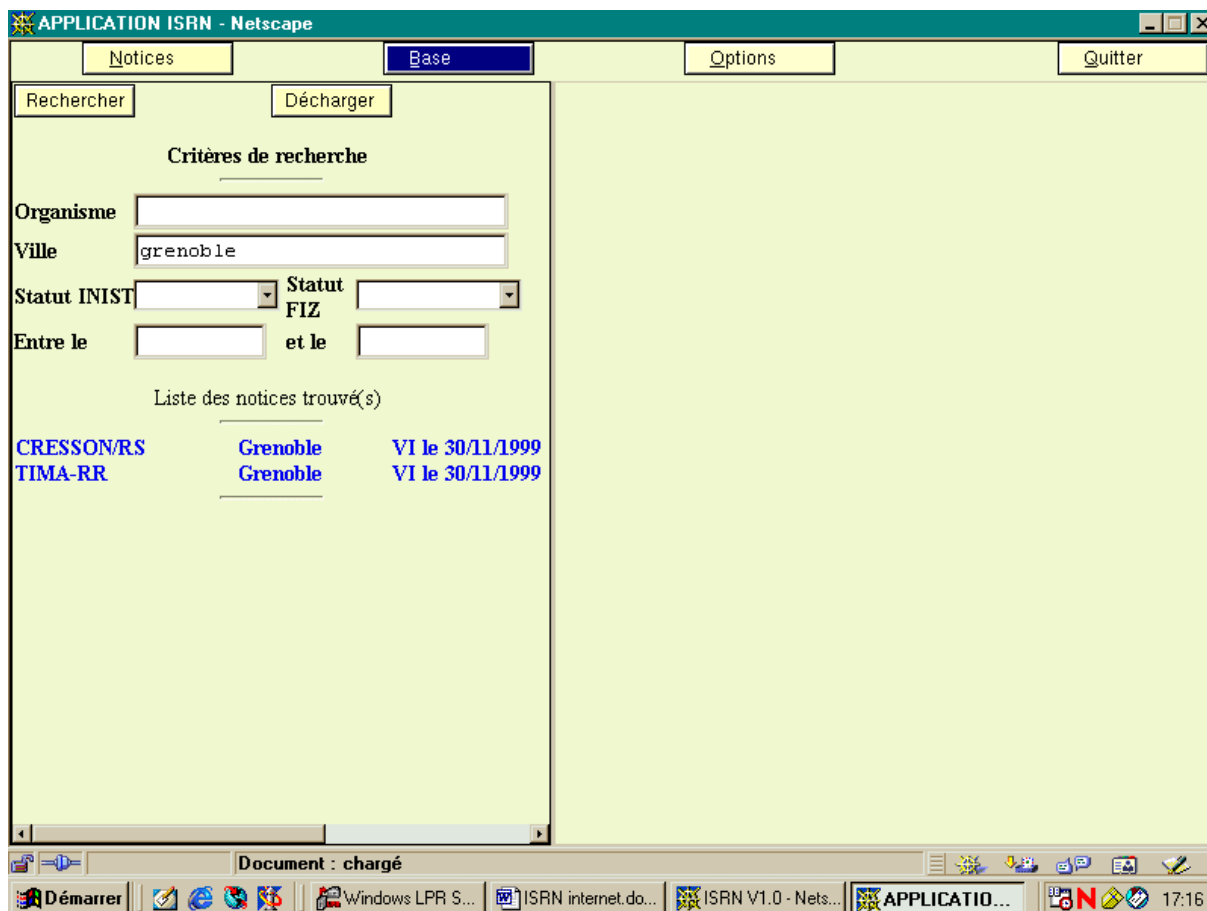 APPLICATION ISRN - Netscape
Notices Base Options Quitter
Rechercher Décharger
Critères de recherche
Organisme
Ville grenoble
Statut INIST Statut FIZ
Entre le et le
Liste des notices trouvé(s)
CRESSON/RS Grenoble VI le 30/11/1999
TIMA-RR Grenoble VI le 30/11/1999
Document : chargé
Démarrer Windows LPR S... ISRN internet.do... ISRN V1.0 - Nets... APPLICATIO... N 17:16